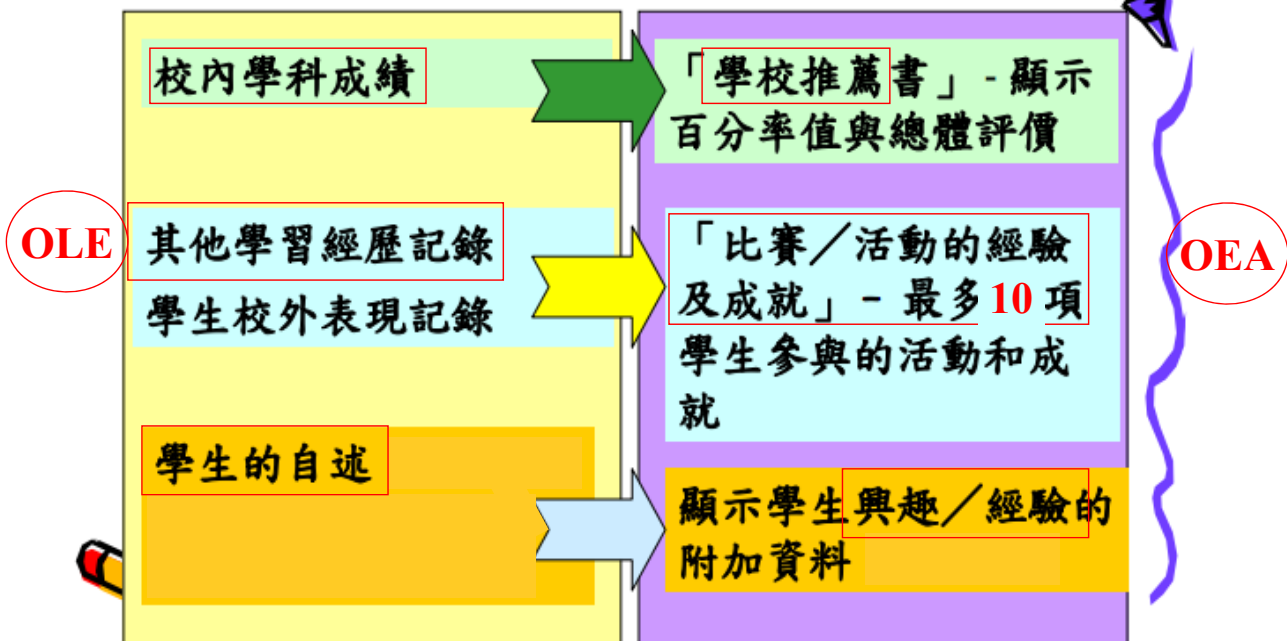 校內學科成績
「學校推薦書」- 顯示
百分率值與總體評價
OLE
其他學習經歷記錄
學生校外表現記錄
「比賽／活動的經驗
及成就」- 最多 10 項
學生參與的活動和成
就
OEA
學生的自述
顯示學生興趣／經驗的
附加資料